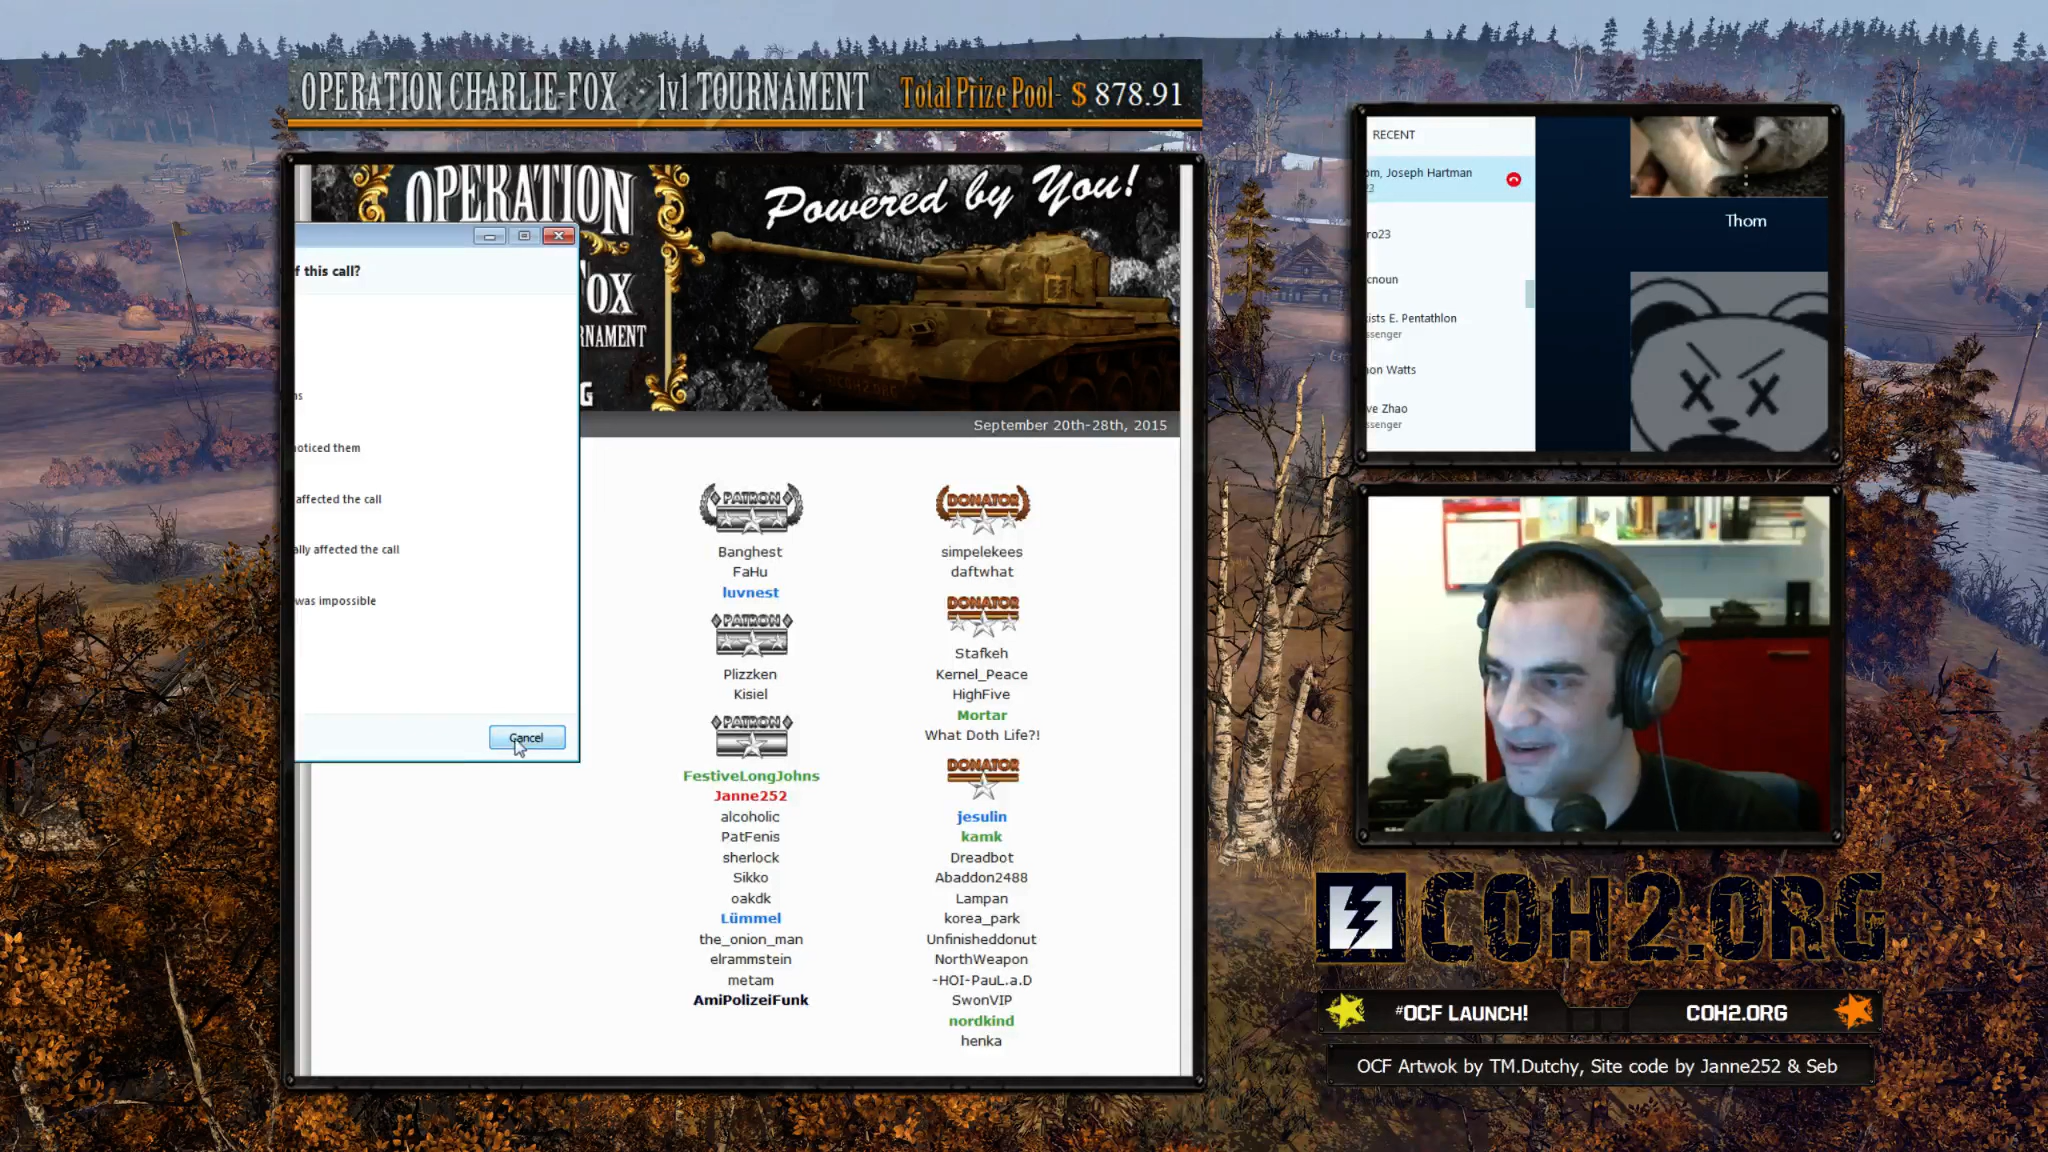 OPERATION CHARLIE-FOX 1v1 TOURNAMENT Total Prize Pool- $ 878.91
OPERATION
Powered by You!
f this call?
OX
RNAMENT
G
September 20th-28th, 2015
ns
noticed them
affected the call
ally affected the call
was impossible
Cancel
PATRON
Banghest
FaHu
luvnest
PATRON
Plizzken
Kisiel
PATRON
FestiveLongJohns
Janne252
alcoholic
PatFenis
sherlock
Sikko
oakdk
Lümmel
the_onion_man
elrammstein
metam
AmiPolizeiFunk
DONATOR
simpelekees
daftwhat
DONATOR
Stafkeh
Kernel_Peace
HighFive
Mortar
What Doth Life?!
DONATOR
jesulin
kamk
Dreadbot
Abaddon2488
Lampan
korea_park
Unfinisheddonut
NorthWeapon
-HOI-PauL.a.D
SwonVIP
nordkind
henka
RECENT
om, Joseph Hartman
ro23
cnoun
ists E. Pentathlon
ssenger
non Watts
ve Zhao
ssenger
Thom
COH2.ORG
#OCF LAUNCH!
COH2.ORG
OCF Artwok by TM.Dutchy, Site code by Janne252 & Seb